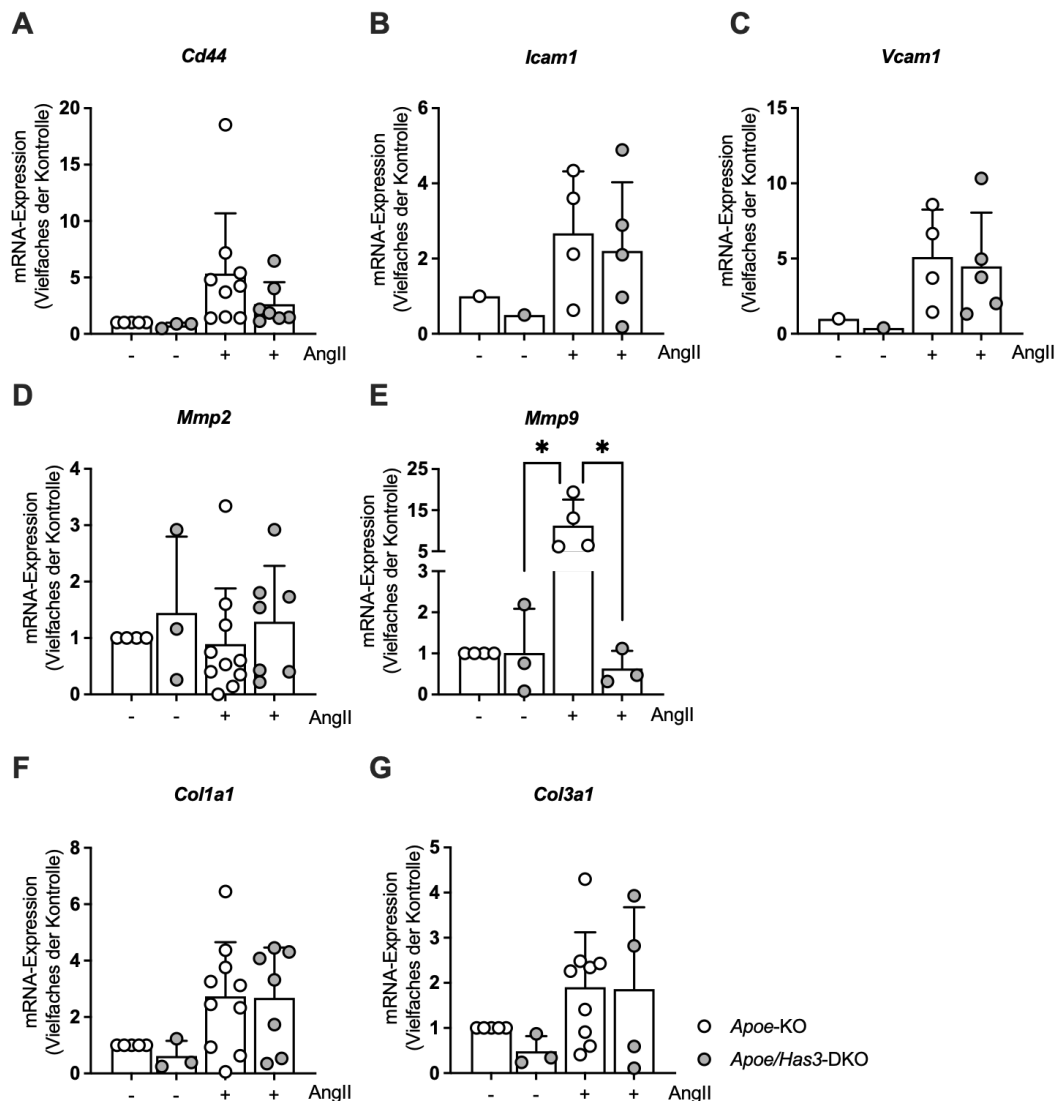 A
Cd44
mRNA-Expression
(Vielfaches der Kontrolle)
20
15
10
5
0
- - + + AngII
B
Icam1
mRNA-Expression
(Vielfaches der Kontrolle)
6
4
2
0
- - + + AngII
C
Vcam1
mRNA-Expression
(Vielfaches der Kontrolle)
15
10
5
0
- - + + AngII
D
Mmp2
mRNA-Expression
(Vielfaches der Kontrolle)
4
3
2
1
0
- - + + AngII
E
Mmp9
* *
mRNA-Expression
(Vielfaches der Kontrolle)
25
15
5
3
2
1
0
- - + + AngII
F
Col1a1
mRNA-Expression
(Vielfaches der Kontrolle)
8
6
4
2
0
- - + + AngII
G
Col3a1
mRNA-Expression
(Vielfaches der Kontrolle)
5
4
3
2
1
0
- - + + AngII
Apoe-KO
Apoe/Has3-DKO